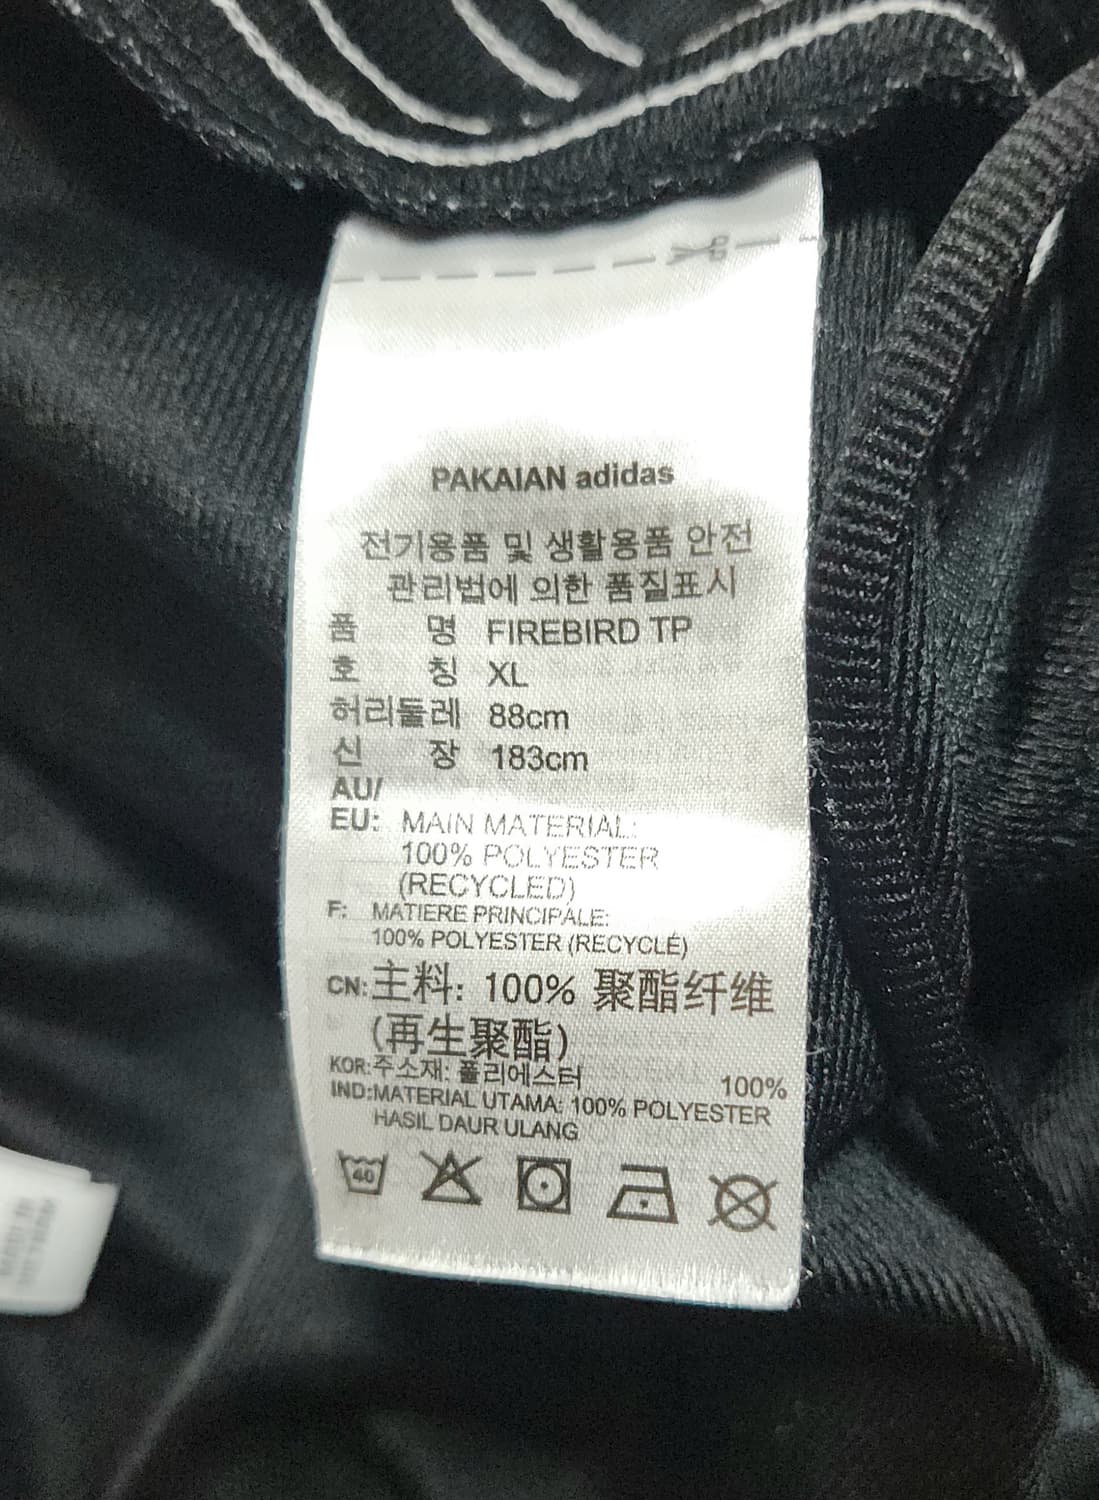 PAKAIAN adidas
전기용품 및 생활용품 안전
관리법에 의한 품질표시
품 명 FIREBIRD TP
호 칭 XL
허리둘레 88cm
신 장 183cm
AU/
EU: MAIN MATERIAL:
100% POLYESTER
(RECYCLED)
F: MATIERE PRINCIPALE:
100% POLYESTER (RECYCLÉ)
CN:主料: 100% 聚酯纤维
(再生聚酯)
KOR:주소재: 폴리에스터 100%
IND:MATERIAL UTAMA: 100% POLYESTER
HASIL DAUR ULANG
40